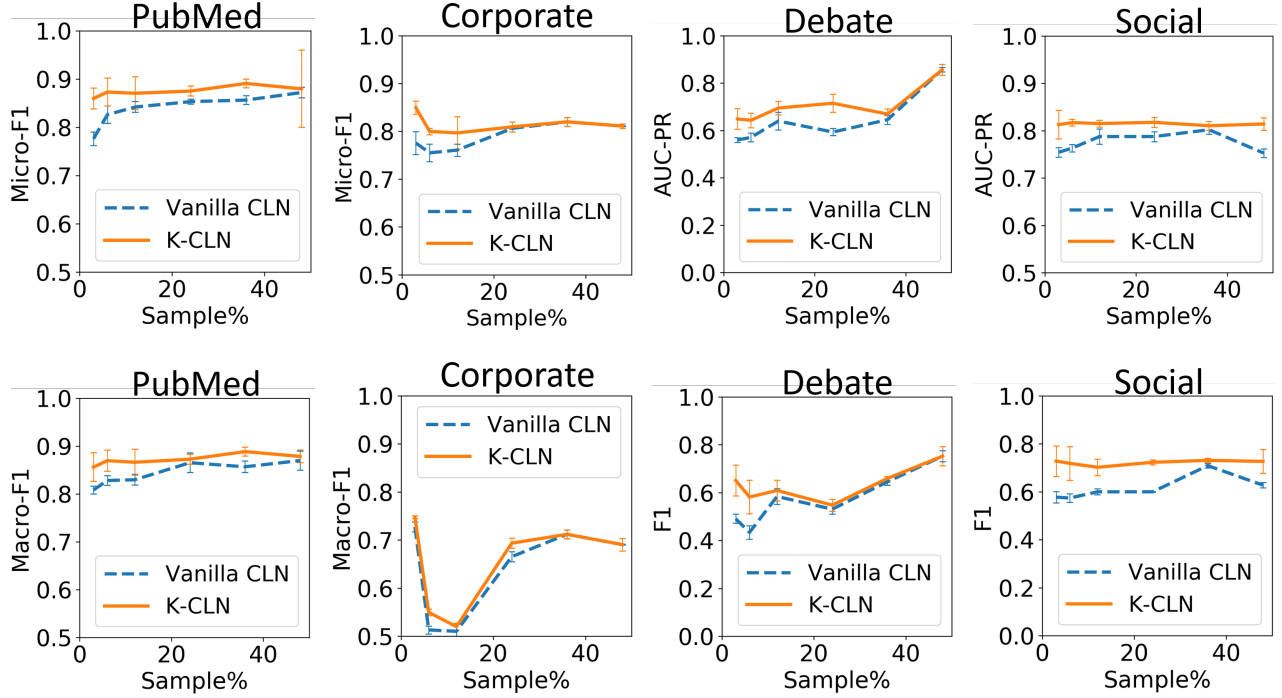 PubMed
1.0
0.9
0.8
0.7
0.6
0.5
Micro-F1
Vanilla CLN
K-CLN
0 20 40
Sample%
Corporate
1.0
0.9
0.8
0.7
0.6
0.5
Micro-F1
Vanilla CLN
K-CLN
0 20 40
Sample%
Debate
1.0
0.8
0.6
0.4
0.2
0.0
AUC-PR
Vanilla CLN
K-CLN
0 20 40
Sample%
Social
1.0
0.8
0.6
0.4
0.2
0.0
AUC-PR
Vanilla CLN
K-CLN
0 20 40
Sample%
PubMed
1.0
0.9
0.8
0.7
0.6
0.5
Macro-F1
Vanilla CLN
K-CLN
0 20 40
Sample%
Corporate
1.0
0.9
0.8
0.7
0.6
0.5
Macro-F1
Vanilla CLN
K-CLN
0 20 40
Sample%
Debate
1.0
0.8
0.6
0.4
0.2
0.0
F1
Vanilla CLN
K-CLN
0 20 40
Sample%
Social
1.0
0.8
0.6
0.4
0.2
0.0
F1
Vanilla CLN
K-CLN
0 20 40
Sample%